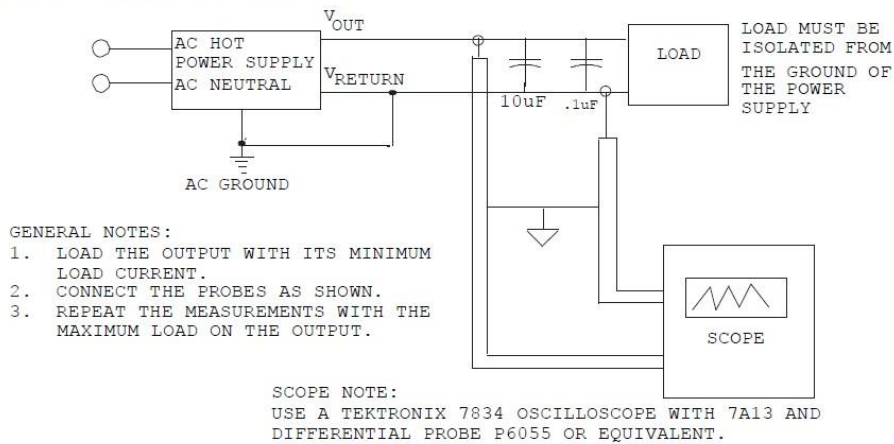 V OUT
AC HOT
POWER SUPPLY
AC NEUTRAL
V RETURN
10uF
.1uF
LOAD
LOAD MUST BE
ISOLATED FROM
THE GROUND OF
THE POWER
SUPPLY
AC GROUND
GENERAL NOTES:
1. LOAD THE OUTPUT WITH ITS MINIMUM
LOAD CURRENT.
2. CONNECT THE PROBES AS SHOWN.
3. REPEAT THE MEASUREMENTS WITH THE
MAXIMUM LOAD ON THE OUTPUT.
SCOPE
SCOPE NOTE:
USE A TEKTRONIX 7834 OSCILLOSCOPE WITH 7A13 AND
DIFFERENTIAL PROBE P6055 OR EQUIVALENT.